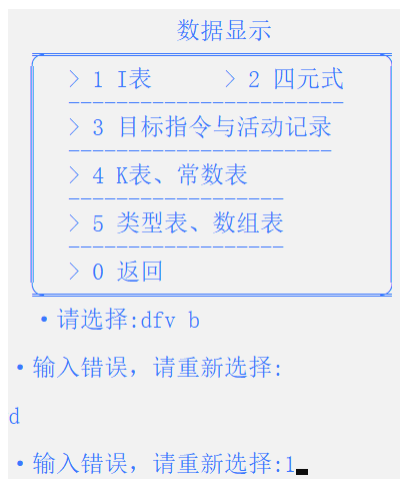 数据显示
> 1 I表 > 2 四元式
> 3 目标指令与活动记录
> 4 K表、常数表
> 5 类型表、数组表
> 0 返回
•请选择:dfv b
•输入错误，请重新选择:
d
•输入错误，请重新选择:1